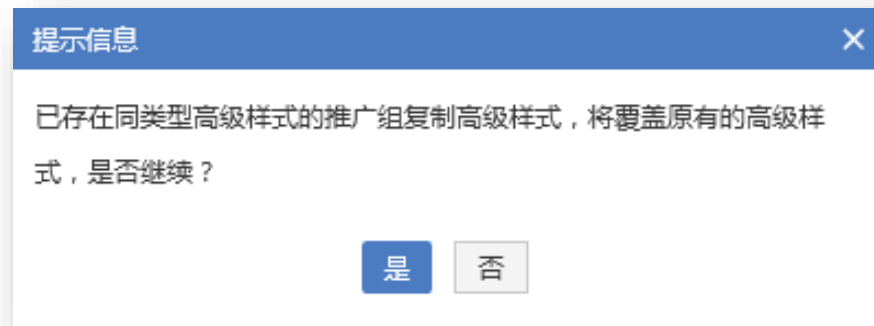 提示信息
已存在同类型高级样式的推广组复制高级样式，将覆盖原有的高级样
式，是否继续？
是 否